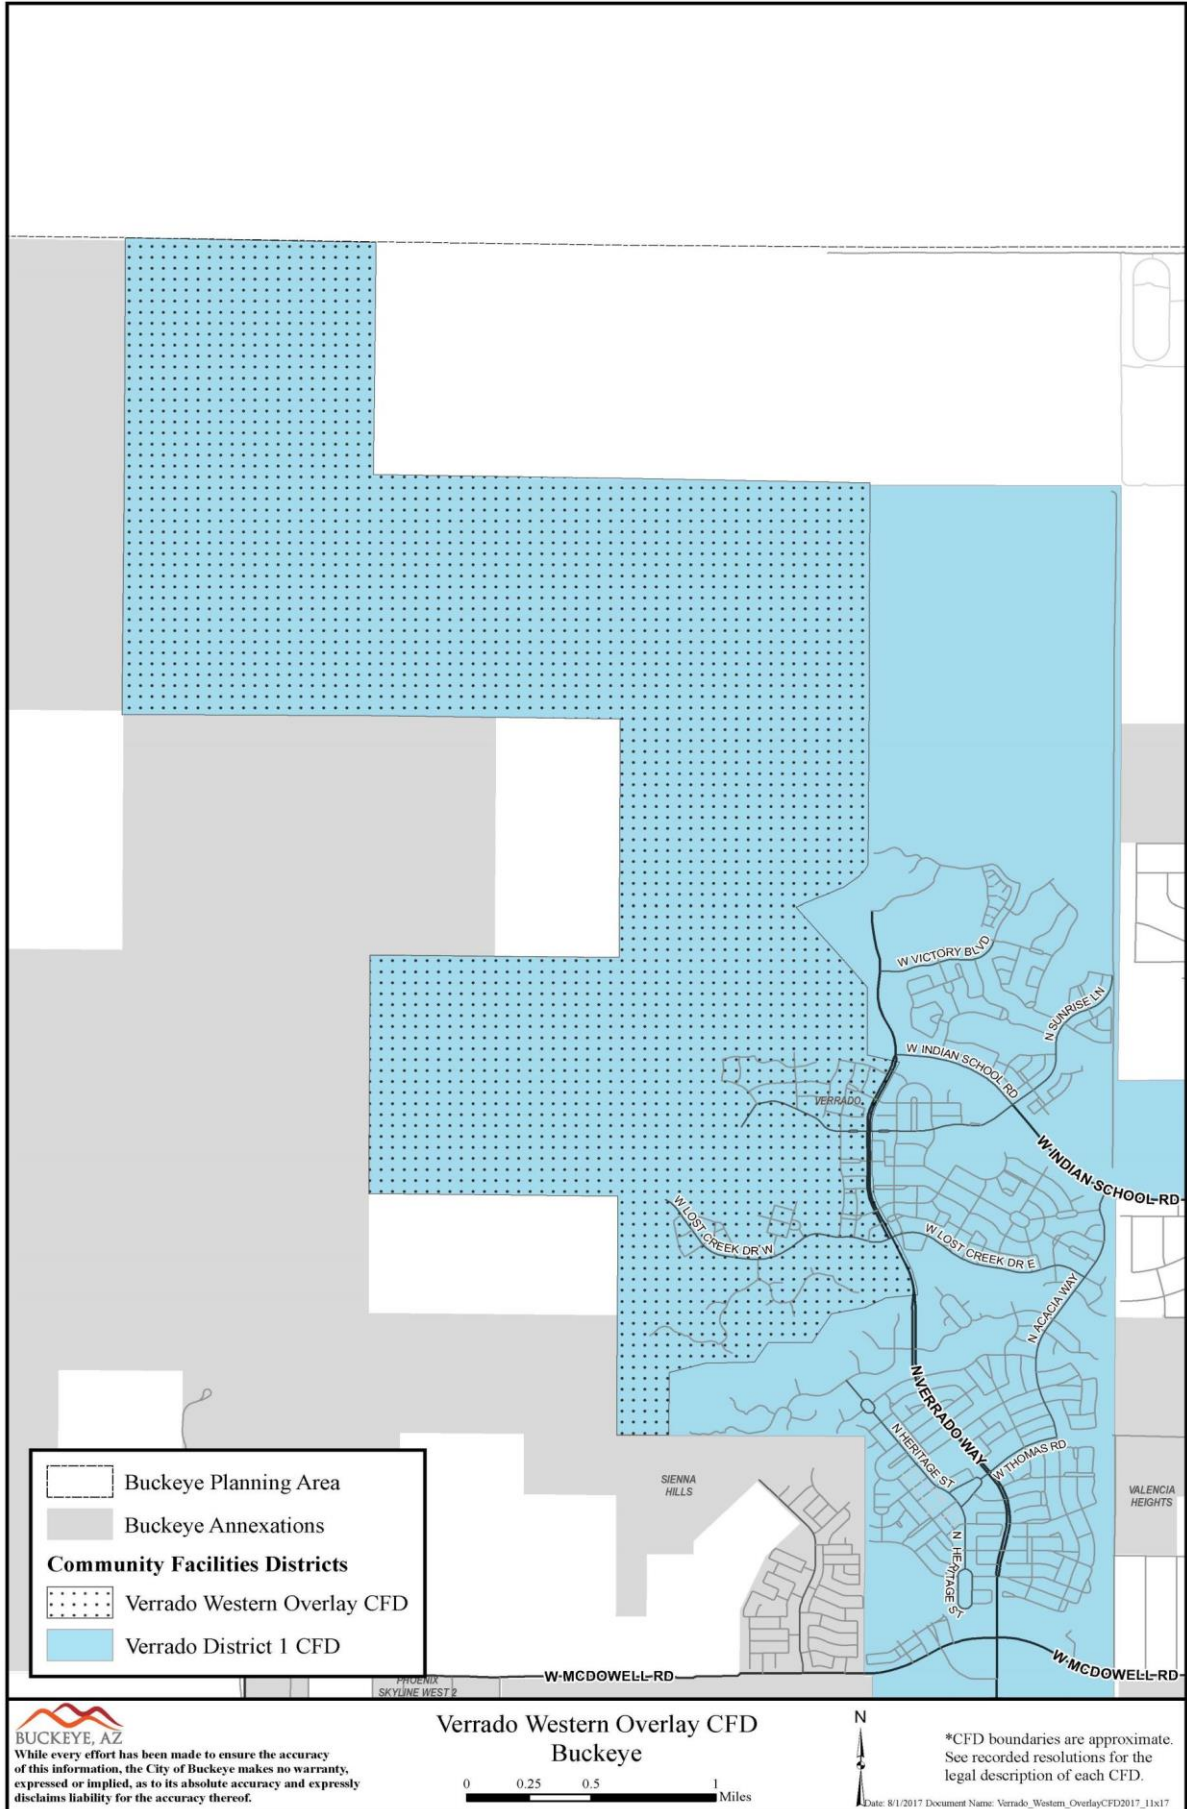 W VICTORY BLVD
N SUNRISE LN
W INDIAN SCHOOL RD
VERRADO
W INDIAN SCHOOL RD
W LOST CREEK DR W
W LOST CREEK DR E
N ACACIA WAY
N VERRADO WAY
N HERITAGE ST
W THOMAS RD
SIENNA
HILLS
VALENCIA
HEIGHTS
N HERITAGE ST
Buckeye Planning Area
Buckeye Annexations
Community Facilities Districts
Verrado Western Overlay CFD
Verrado District 1 CFD
W MCDOWELL RD
W MCDOWELL RD
PHOENIX
SKYLINE WEST 2
BUCKEYE, AZ
While every effort has been made to ensure the accuracy
of this information, the City of Buckeye makes no warranty,
expressed or implied, as to its absolute accuracy and expressly
disclaims liability for the accuracy thereof.
Verrado Western Overlay CFD
Buckeye
0 0.25 0.5 1
Miles
N
*CFD boundaries are approximate.
See recorded resolutions for the
legal description of each CFD.
Date: 8/1/2017 Document Name: Verrado_Western_OverlayCFD2017_11x17